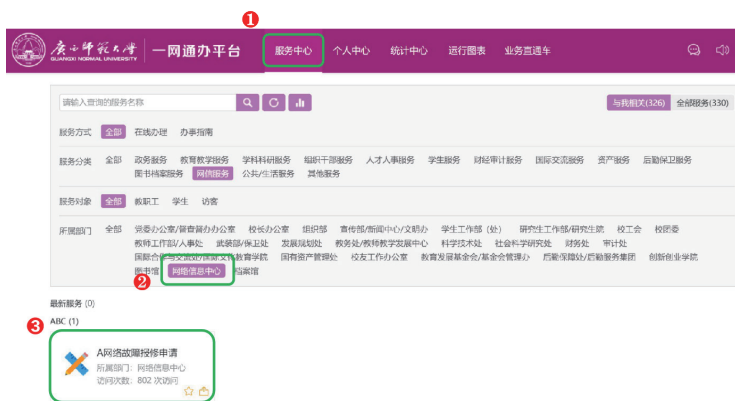 ❶
广西师范大学 一网通办平台 服务中心 个人中心 统计中心 运行图表 业务直通车
GUANGXI NORMAL UNIVERSITY
请输入查询的服务名称 与我相关(326) 全部服务(330)
服务方式 全部 在线办理 办事指南
服务分类 全部 政务服务 教育教学服务 学科科研服务 组织干部服务 人才人事服务 学生服务 财经审计服务 国际交流服务 资产服务 后勤保卫服务
图书档案服务 网信服务 公共/生活服务 其他服务
服务对象 全部 教职工 学生 访客
所属部门 全部 党委办公室/督查督办办公室 校长办公室 组织部 宣传部/新闻中心/文明办 学生工作部（处） 研究生工作部/研究生院 校工会 校团委
教师工作部/人事处 武装部/保卫处 发展规划处 教务处/教师教学发展中心 科学技术处 社会科学研究处 财务处 审计处
国际合作与交流处/国际文化教育学院 国有资产管理处 校友工作办公室 教育发展基金会/基金会管理办 后勤保障处/后勤服务集团 创新创业学院
图书馆 网络信息中心 档案馆
❷
最新服务 (0)
❸ ABC (1)
A网络故障报修申请
所属部门：网络信息中心
访问次数：802 次访问